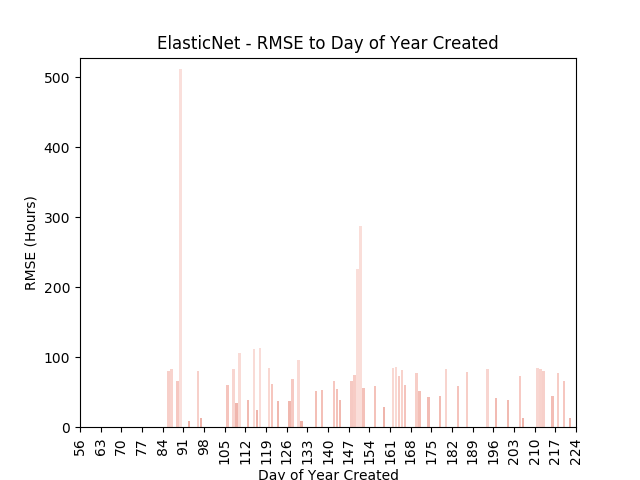 ElasticNet - RMSE to Day of Year Created
500
400
300
200
100
0
RMSE (Hours)
56 63 70 77 84 91 98 105 112 119 126 133 140 147 154 161 168 175 182 189 196 203 210 217 224
Day of Year Created